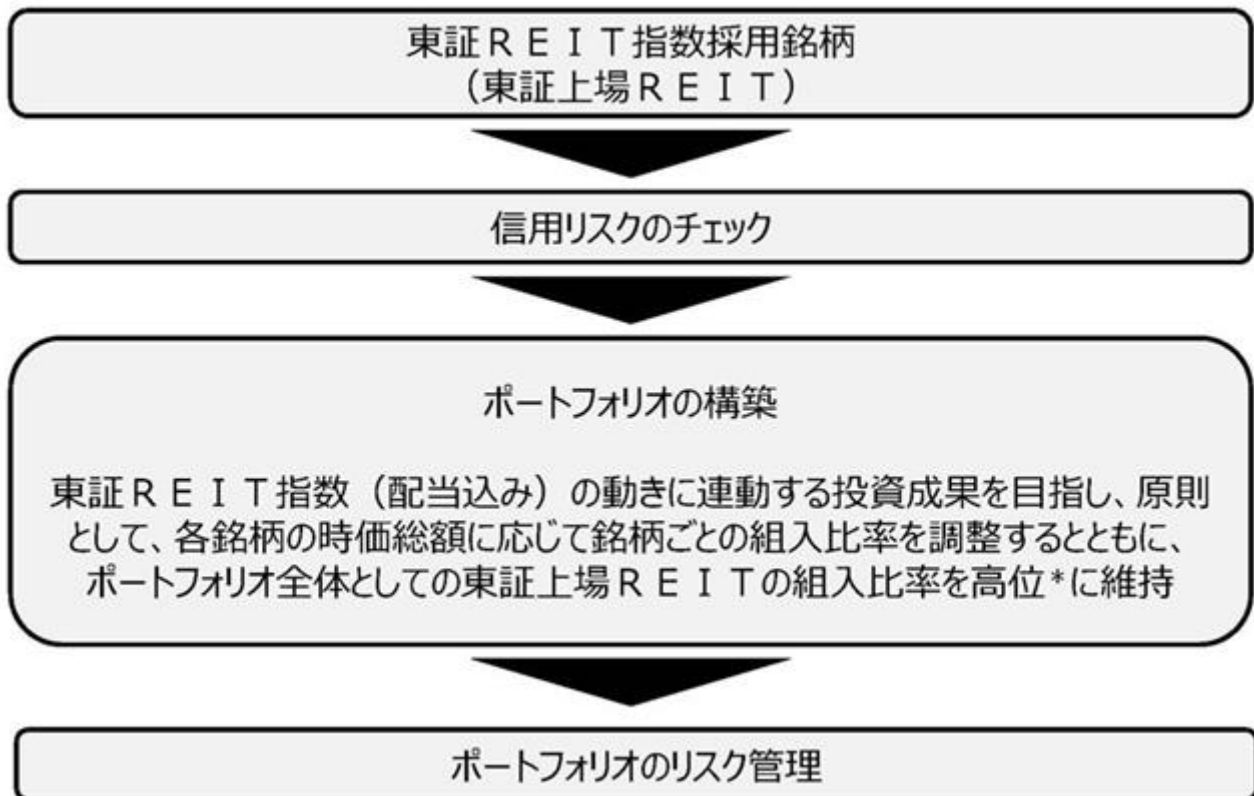 東証ＲＥＩＴ指数採用銘柄
（東証上場ＲＥＩＴ）
信用リスクのチェック
ポートフォリオの構築
東証ＲＥＩＴ指数（配当込み）の動きに連動する投資成果を目指し、原則
として、各銘柄の時価総額に応じて銘柄ごとの組入比率を調整するとともに、
ポートフォリオ全体としての東証上場ＲＥＩＴの組入比率を高位*に維持
ポートフォリオのリスク管理